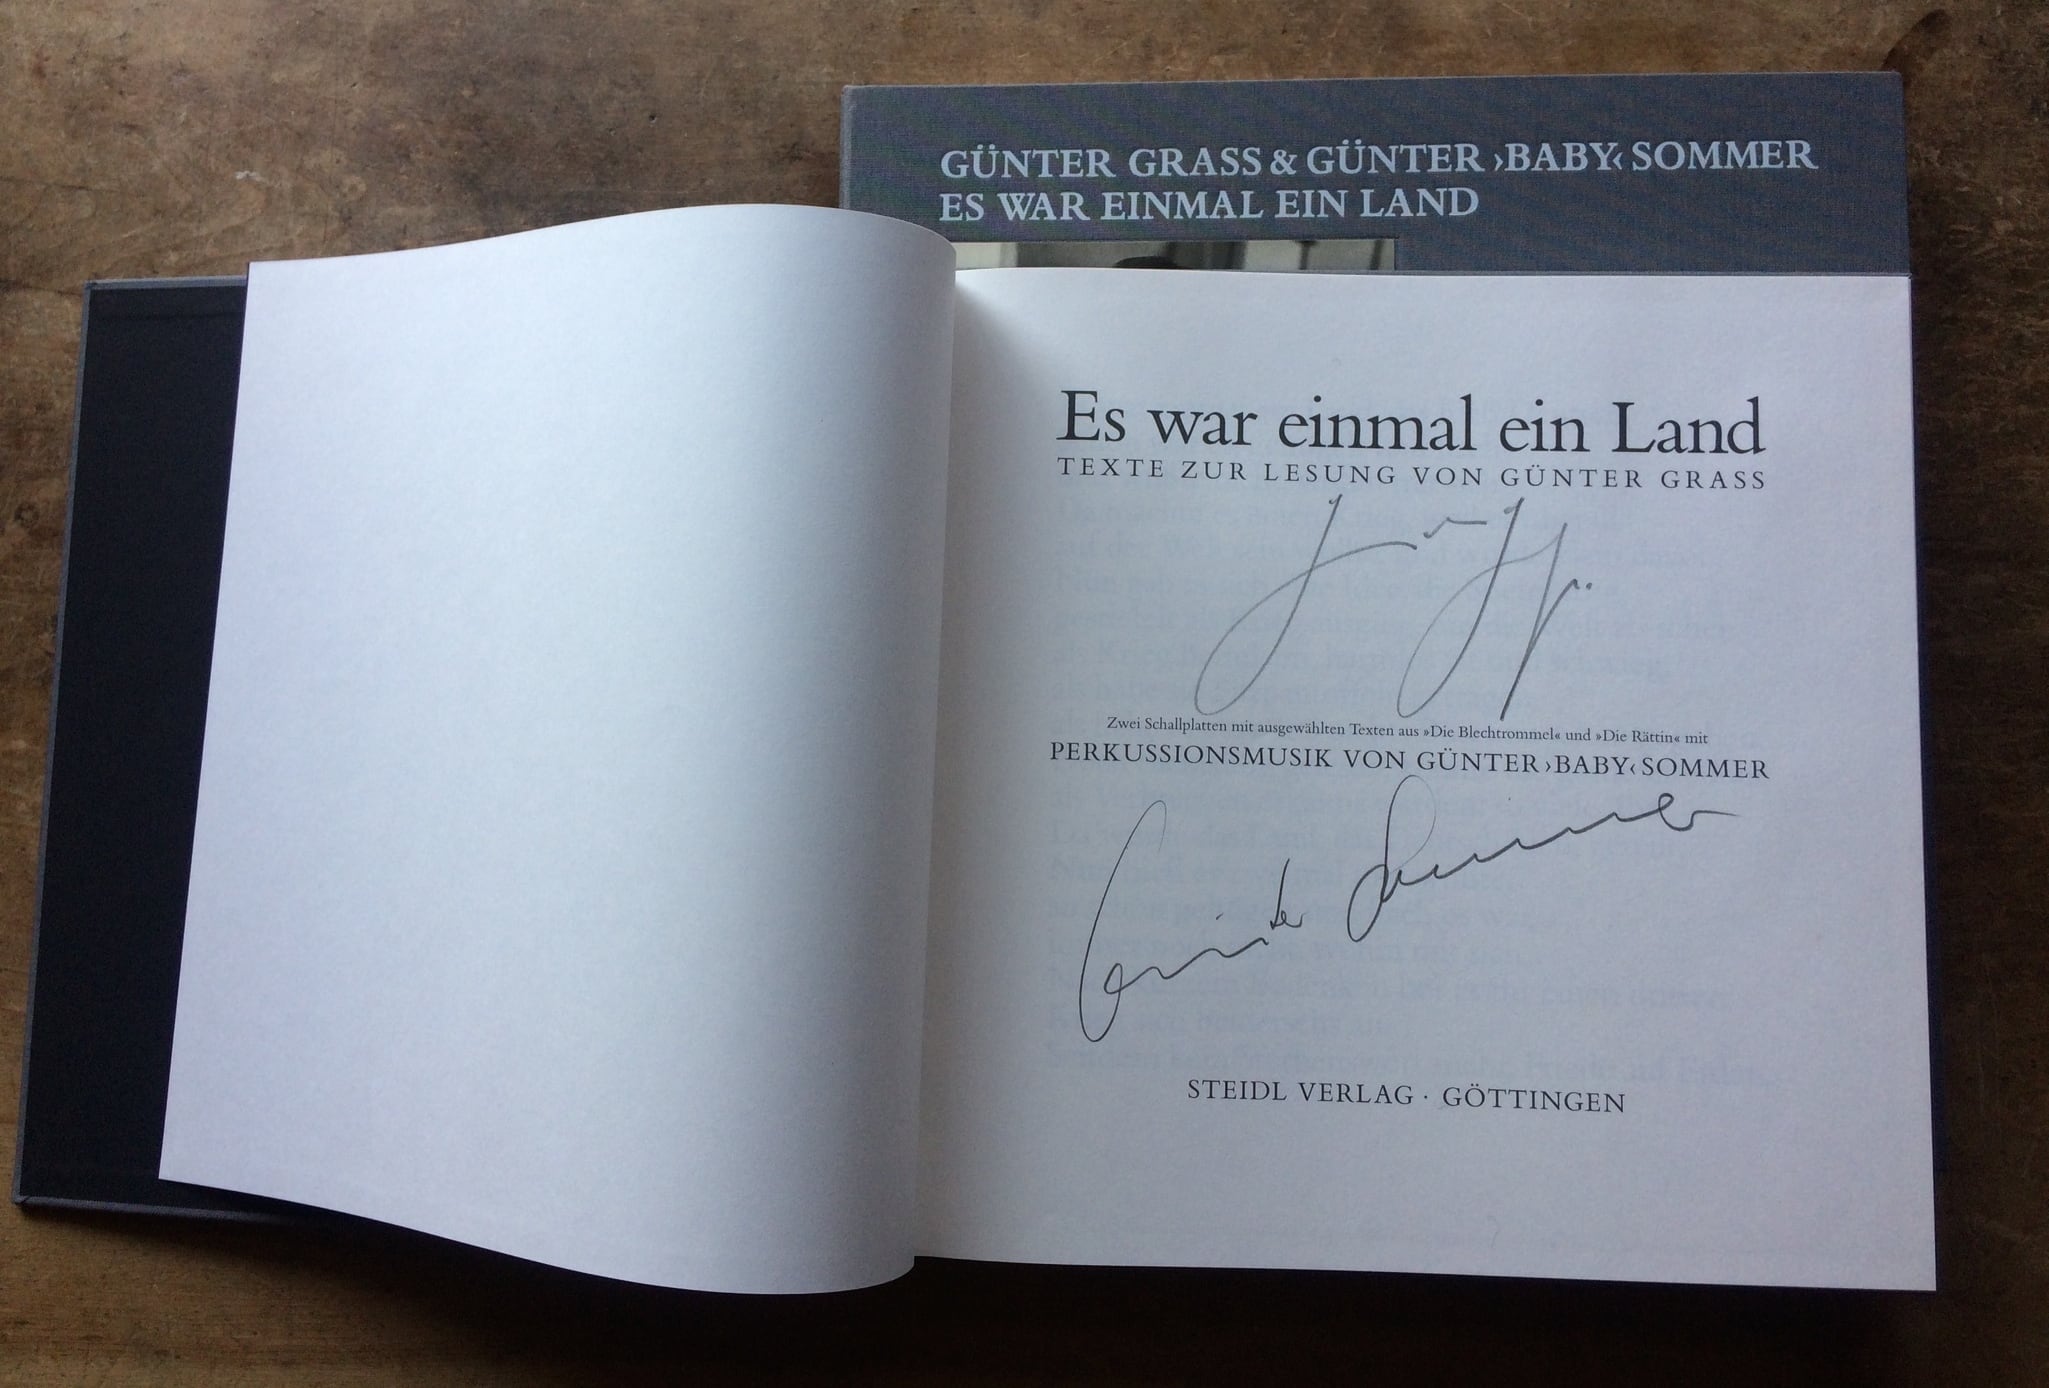 GÜNTER GRASS & GÜNTER ›BABY‹ SOMMER
ES WAR EINMAL EIN LAND
Es war einmal ein Land
TEXTE ZUR LESUNG VON GÜNTER GRASS
Zwei Schallplatten mit ausgewählten Texten aus »Die Blechtrommel« und »Die Rättin« mit
PERKUSSIONSMUSIK VON GÜNTER ›BABY‹ SOMMER
Günter Sommer
STEIDL VERLAG · GÖTTINGEN